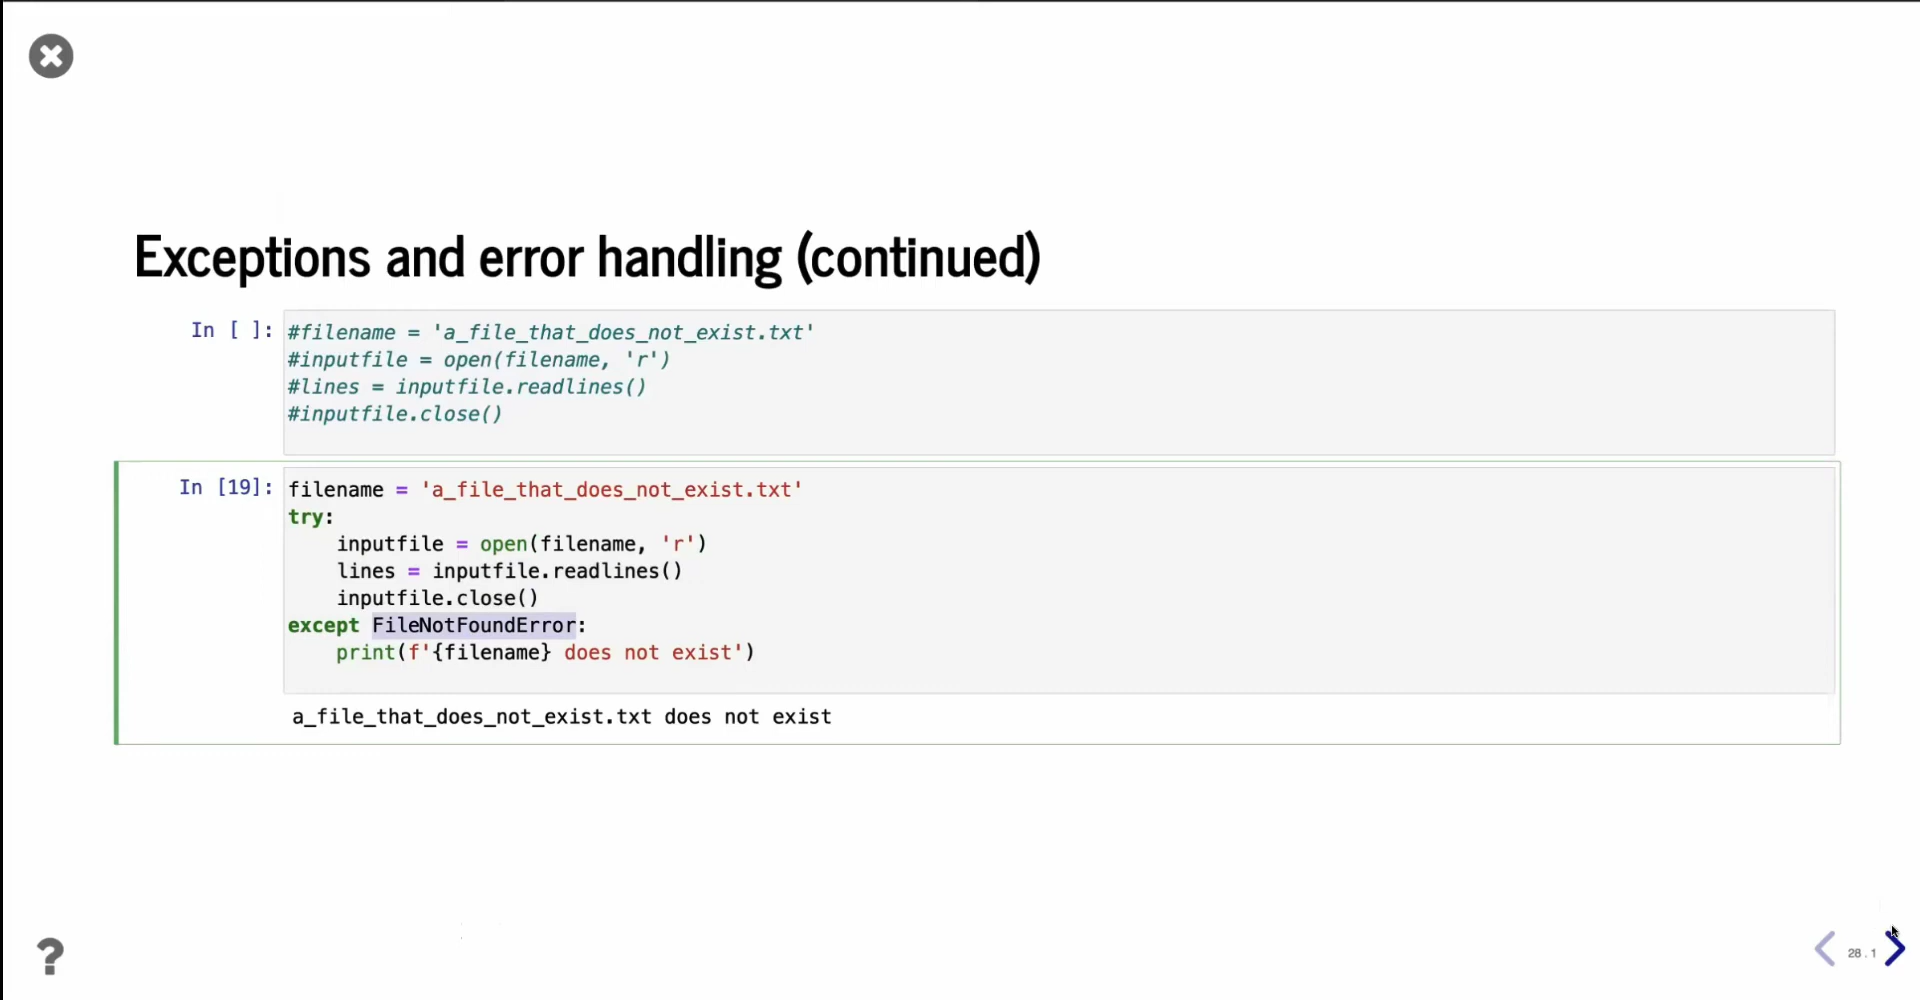 Exceptions and error handling (continued)
In [ ]:
#filename = 'a_file_that_does_not_exist.txt'
#inputfile = open(filename, 'r')
#lines = inputfile.readlines()
#inputfile.close()
In [19]:
filename = 'a_file_that_does_not_exist.txt'
try:
    inputfile = open(filename, 'r')
    lines = inputfile.readlines()
    inputfile.close()
except FileNotFoundError:
    print(f'{filename} does not exist')
a_file_that_does_not_exist.txt does not exist
?
28.1